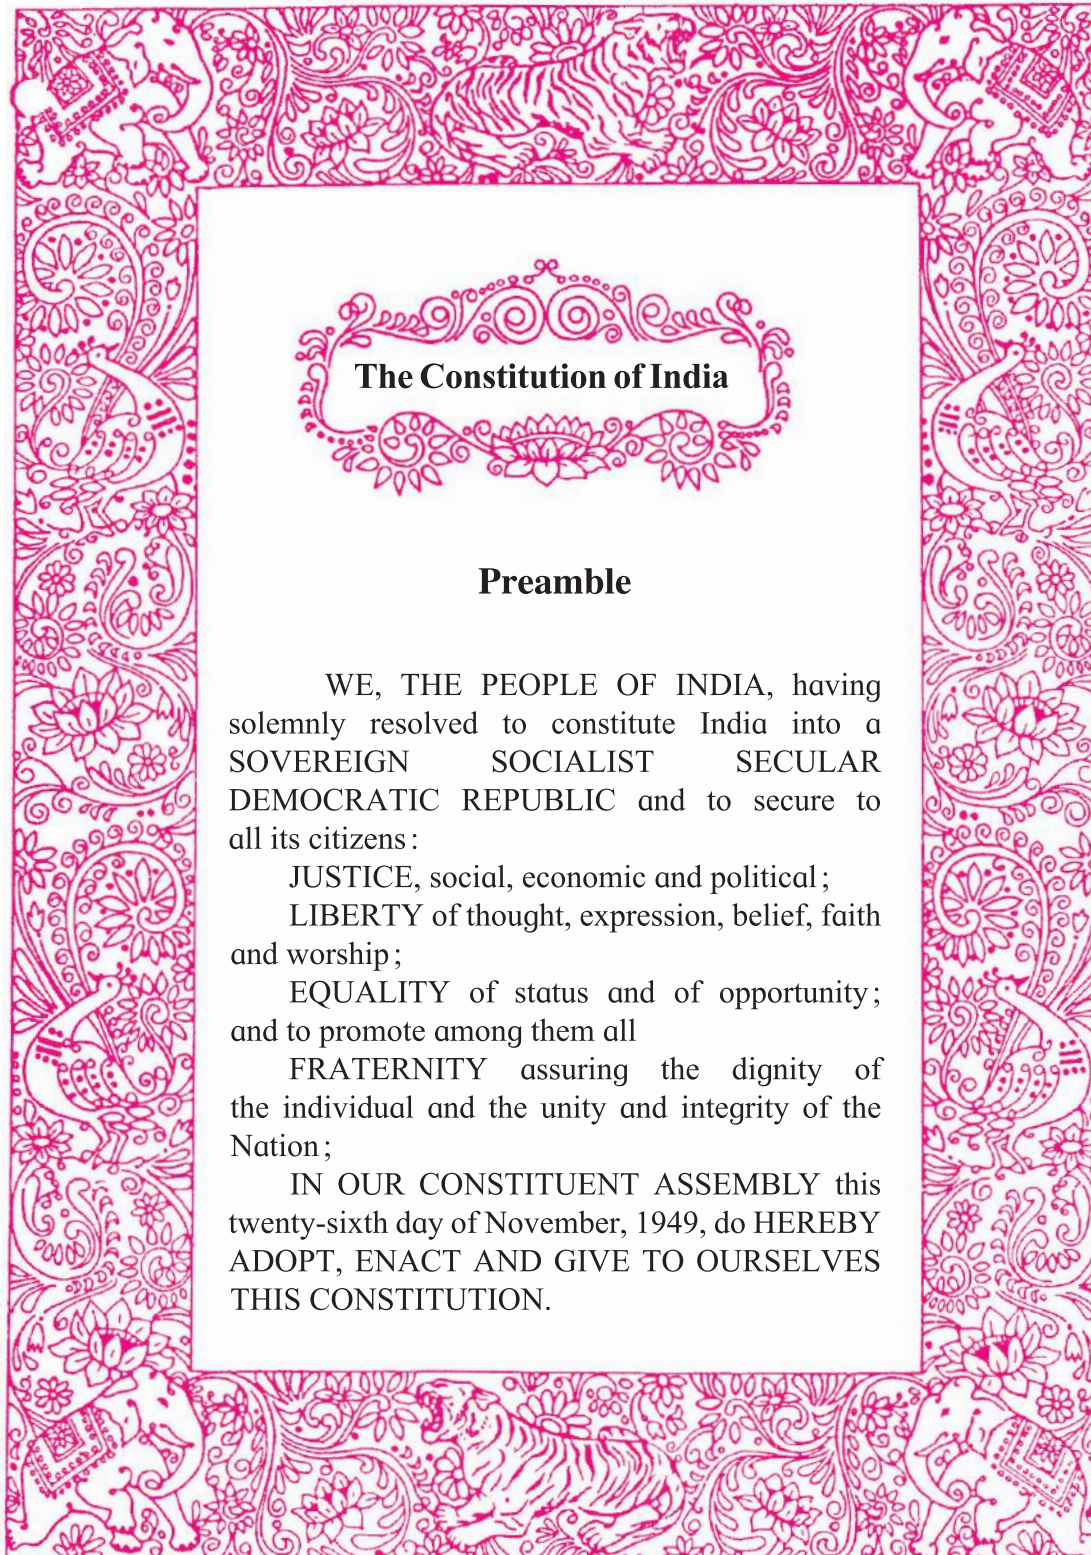 The Constitution of India
Preamble
WE, THE PEOPLE OF INDIA, having
solemnly resolved to constitute India into a
SOVEREIGN SOCIALIST SECULAR
DEMOCRATIC REPUBLIC and to secure to
all its citizens :
JUSTICE, social, economic and political ;
LIBERTY of thought, expression, belief, faith
and worship ;
EQUALITY of status and of opportunity ;
and to promote among them all
FRATERNITY assuring the dignity of
the individual and the unity and integrity of the
Nation ;
IN OUR CONSTITUENT ASSEMBLY this
twenty-sixth day of November, 1949, do HEREBY
ADOPT, ENACT AND GIVE TO OURSELVES
THIS CONSTITUTION.